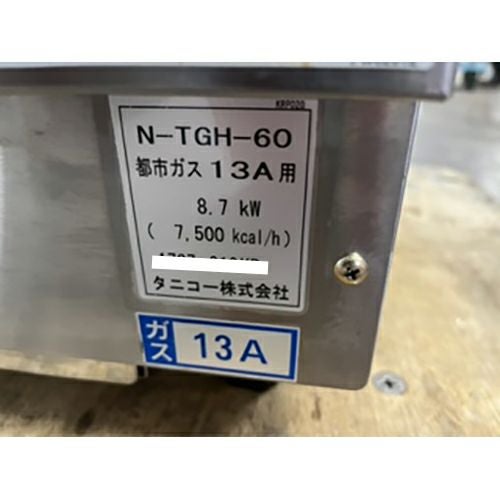 KRP020
N-TGH-60
都市ガス 13A用
8.7 kW
( 7,500 kcal/h)
タニコー株式会社
ガス 13A